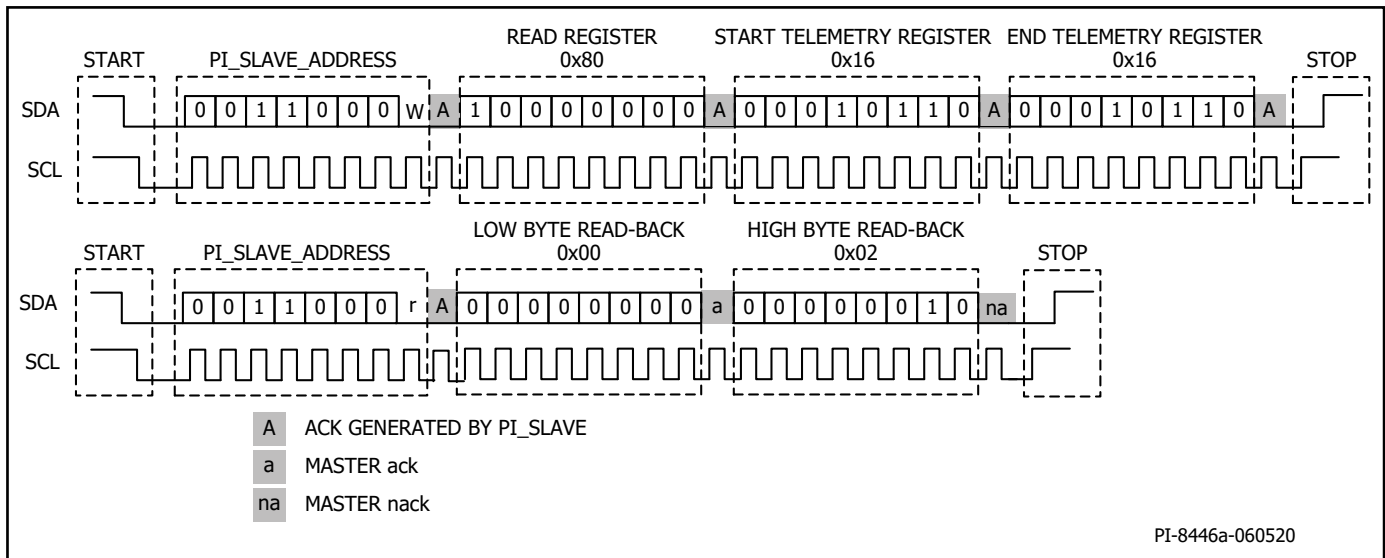 READ REGISTER START TELEMETRY REGISTER END TELEMETRY REGISTER
START PI_SLAVE_ADDRESS 0x80 0x16 0x16 STOP
SDA 0 0 1 1 0 0 0 W A 1 0 0 0 0 0 0 0 A 0 0 0 1 0 1 1 0 A 0 0 0 1 0 1 1 0 A
SCL
LOW BYTE READ-BACK HIGH BYTE READ-BACK
START PI_SLAVE_ADDRESS 0x00 0x02 STOP
SDA 0 0 1 1 0 0 0 r A 0 0 0 0 0 0 0 0 a 0 0 0 0 0 0 1 0 na
SCL
A ACK GENERATED BY PI_SLAVE
a MASTER ack
na MASTER nack
PI-8446a-060520